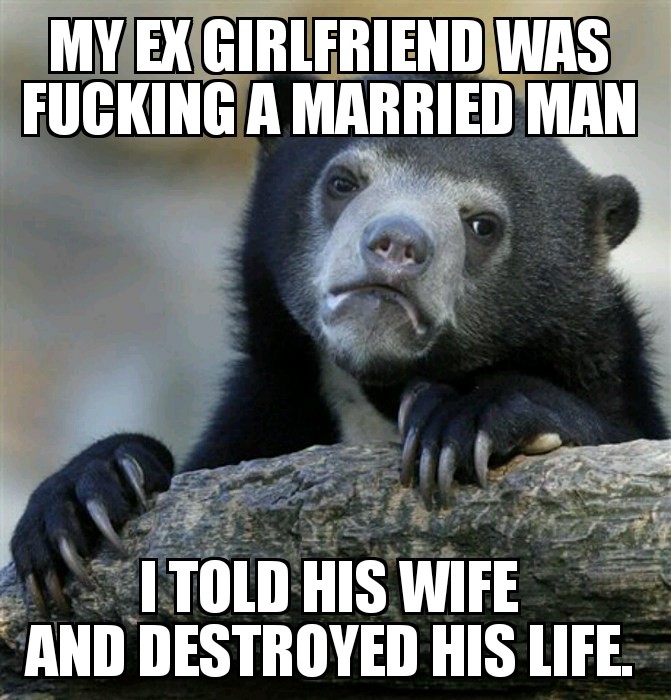 MY EX GIRLFRIEND WAS
FUCKING A MARRIED MAN
I TOLD HIS WIFE
AND DESTROYED HIS LIFE.